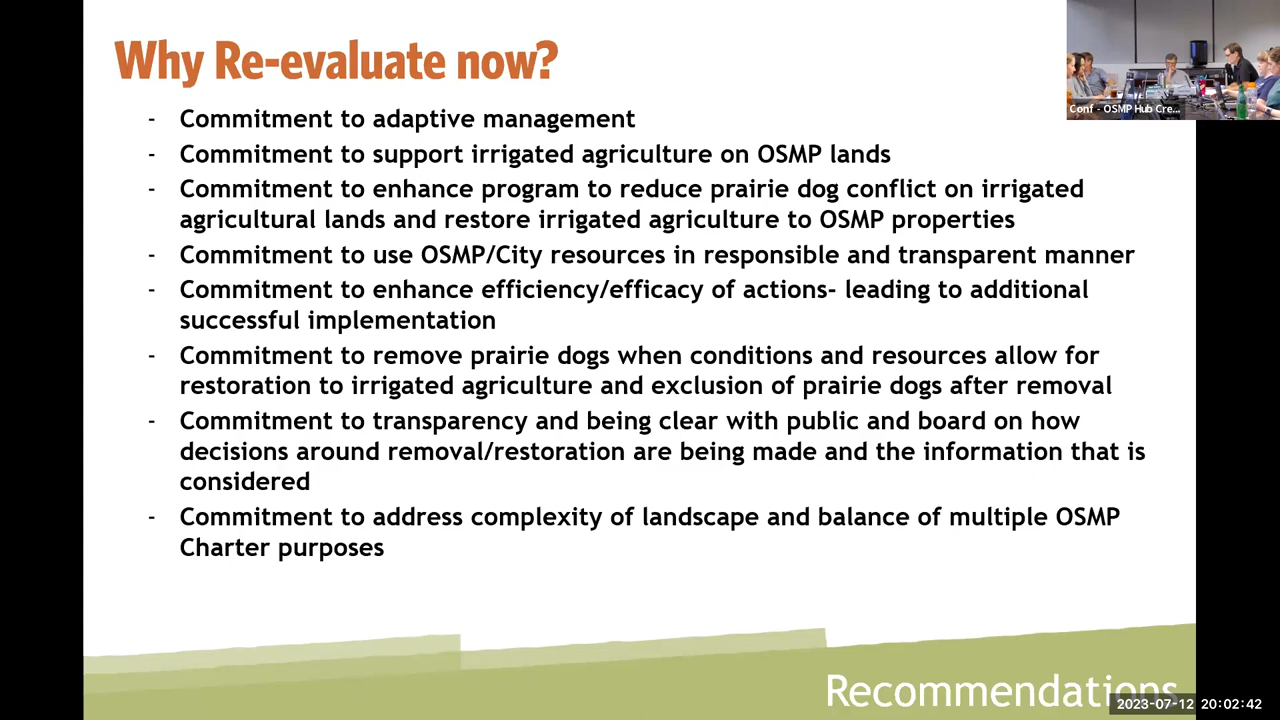 Why Re-evaluate now?
- Commitment to adaptive management
- Commitment to support irrigated agriculture on OSMP lands
- Commitment to enhance program to reduce prairie dog conflict on irrigated
agricultural lands and restore irrigated agriculture to OSMP properties
- Commitment to use OSMP/City resources in responsible and transparent manner
- Commitment to enhance efficiency/efficacy of actions- leading to additional
successful implementation
- Commitment to remove prairie dogs when conditions and resources allow for
restoration to irrigated agriculture and exclusion of prairie dogs after removal
- Commitment to transparency and being clear with public and board on how
decisions around removal/restoration are being made and the information that is
considered
- Commitment to address complexity of landscape and balance of multiple OSMP
Charter purposes
Conf - OSMP Hub Cre...
Recommendations
2023-07-12 20:02:42